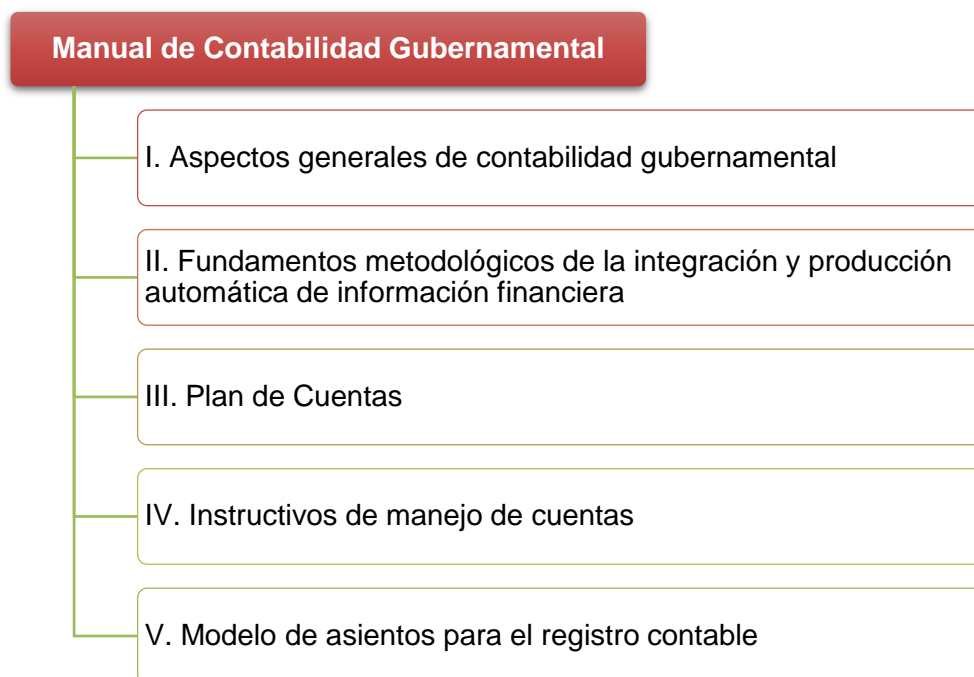 Manual de Contabilidad Gubernamental
I. Aspectos generales de contabilidad gubernamental
II. Fundamentos metodológicos de la integración y producción
automática de información financiera
III. Plan de Cuentas
IV. Instructivos de manejo de cuentas
V. Modelo de asientos para el registro contable